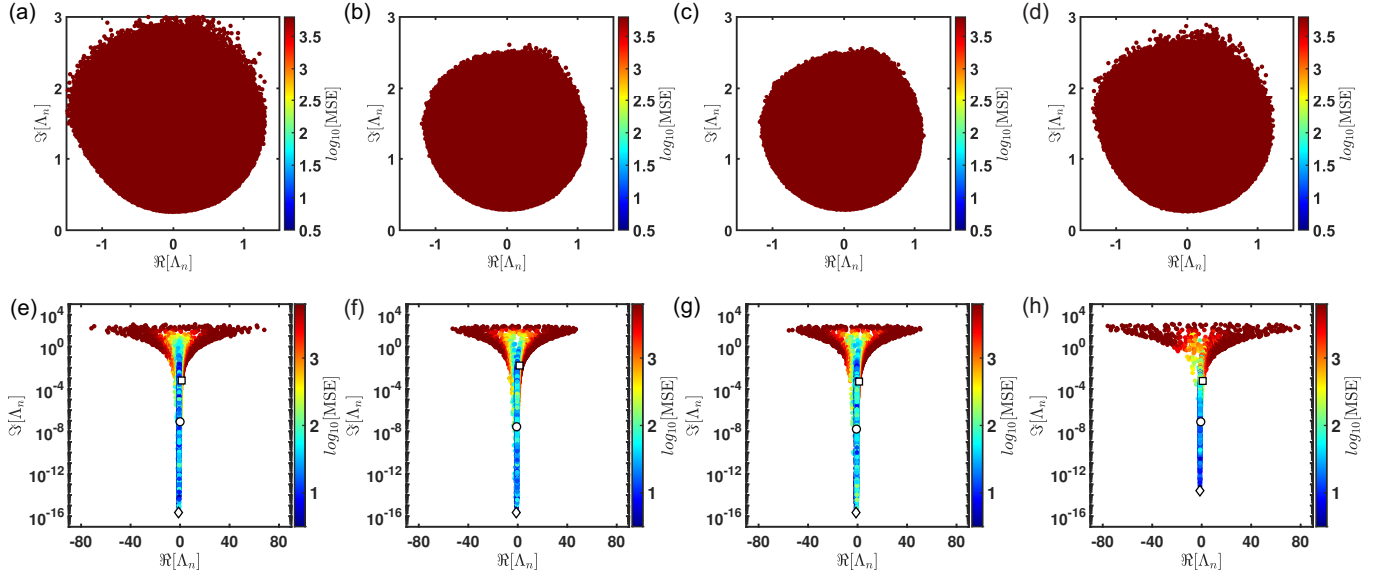 (a) (b) (c) (d)
3 3 3 3
2 2 2 2
1 1 1 1
0 0 0 0
ℑ[Λn] ℑ[Λn] ℑ[Λn] ℑ[Λn]
-1 0 1 -1 0 1 -1 0 1 -1 0 1
ℜ[Λn] ℜ[Λn] ℜ[Λn] ℜ[Λn]
3.5 3.5 3.5 3.5
3 3 3 3
2.5 2.5 2.5 2.5
2 2 2 2
1.5 1.5 1.5 1.5
1 1 1 1
0.5 0.5 0.5 0.5
log10[MSE] log10[MSE] log10[MSE] log10[MSE]
(e) (f) (g) (h)
10^4 10^4 10^4 10^4
10^0 10^0 10^0 10^0
10^-4 10^-4 10^-4 10^-4
10^-8 10^-8 10^-8 10^-8
10^-12 10^-12 10^-12 10^-12
10^-16 10^-16 10^-16 10^-16
ℑ[Λn] ℑ[Λn] ℑ[Λn] ℑ[Λn]
-80 -40 0 40 80 -80 -40 0 40 80 -80 -40 0 40 80 -80 -40 0 40 80
ℜ[Λn] ℜ[Λn] ℜ[Λn] ℜ[Λn]
3 3 3 3
2 2 2 2
1 1 1 1
log10[MSE] log10[MSE] log10[MSE] log10[MSE]